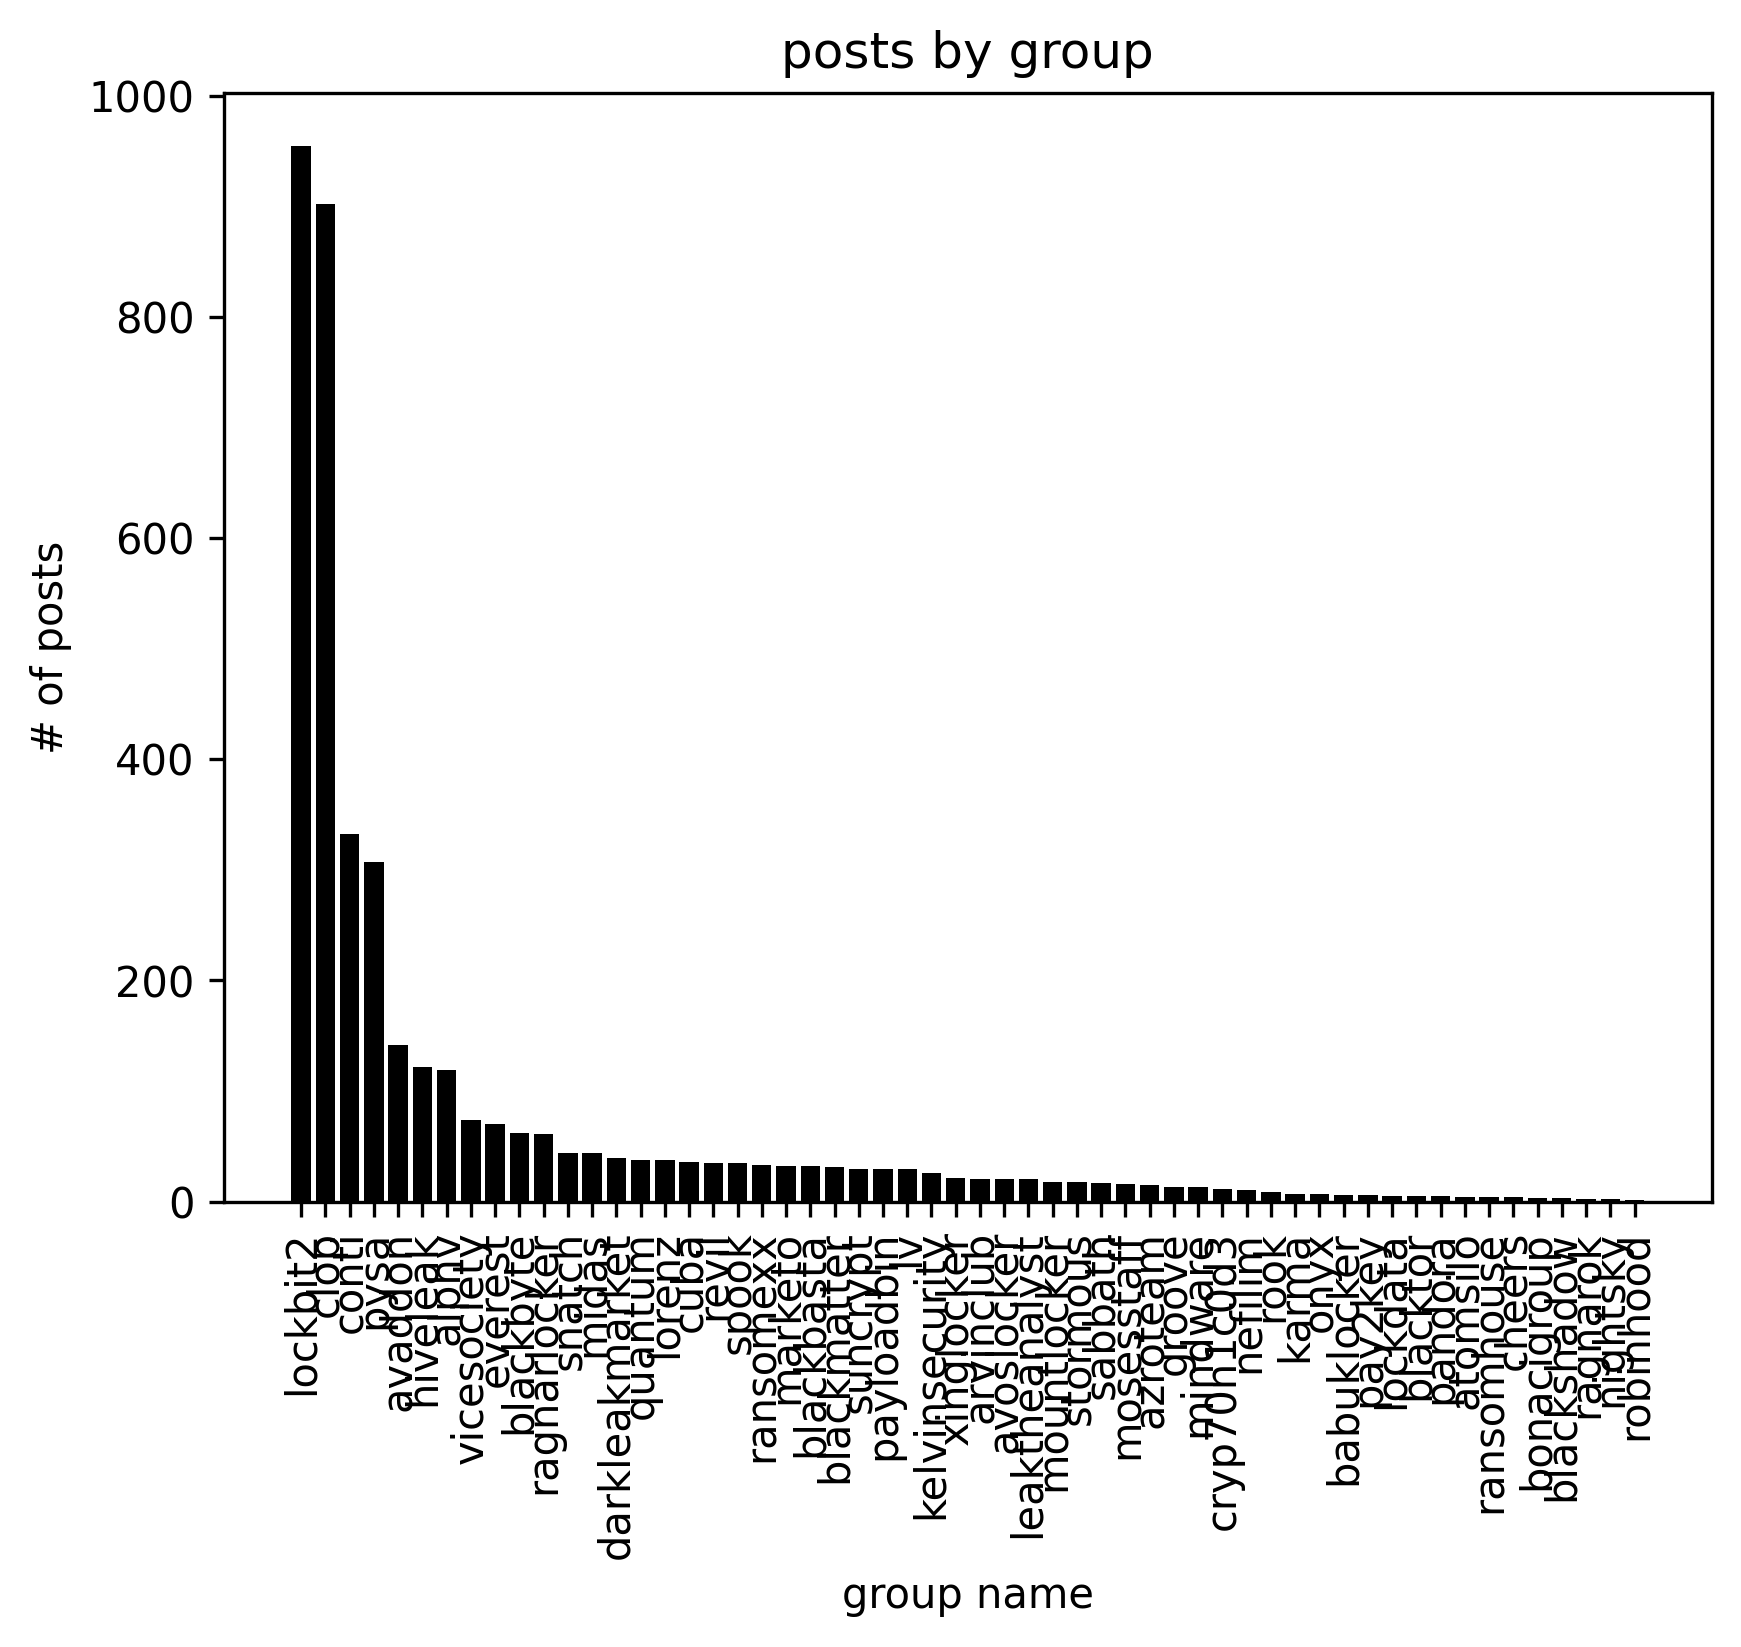 posts by group
# of posts
1000
800
600
400
200
0
lockbit2
clop
conti
pysa
avaddon
hiveleak
alphv
vicesociety
everest
blackbyte
ragnarlocker
snatch
midas
darkleakmarket
quantum
lorenz
cuba
revil
spook
ransomexx
marketo
blackbasta
blackmatter
suncrypt
payloadbin
lv
kelvinsecurity
xinglocker
arvinclub
avoslocker
leaktheanalyst
mountlocker
stormous
sabbath
mosesstaff
azroteam
groove
mindware
cryp70n1c0d3
nefilim
rook
karma
onyx
babuklocker
pay2key
lockdata
blacktor
pandora
atomsilo
ransomhouse
cheers
bonacigroup
blackshadow
ragnarok
nightsky
robinhood
group name